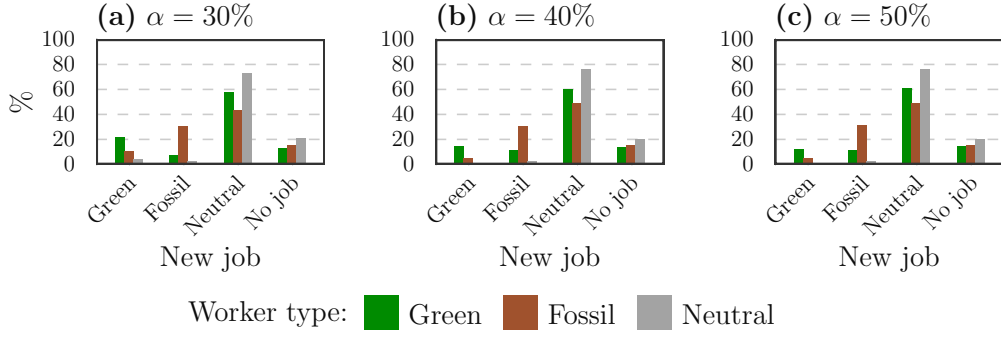 (a) α = 30%
(b) α = 40%
(c) α = 50%
%
100
80
60
40
20
0
Green
Fossil
Neutral
No job
New job
100
80
60
40
20
0
Green
Fossil
Neutral
No job
New job
100
80
60
40
20
0
Green
Fossil
Neutral
No job
New job
Worker type: Green Fossil Neutral